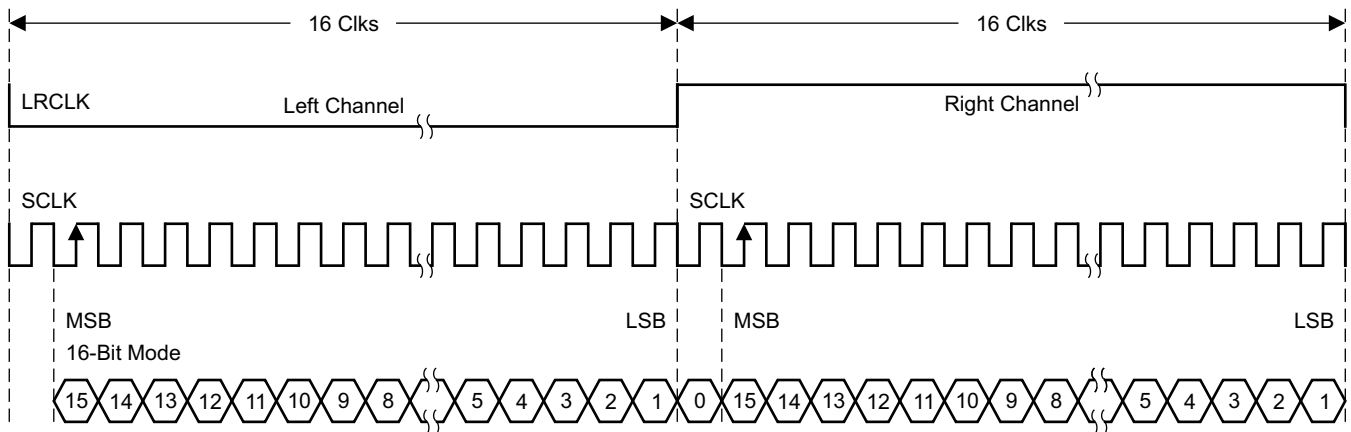 16 Clks 16 Clks
LRCLK Left Channel Right Channel
SCLK SCLK
MSB LSB MSB LSB
16-Bit Mode
15 14 13 12 11 10 9 8 5 4 3 2 1 0 15 14 13 12 11 10 9 8 5 4 3 2 1